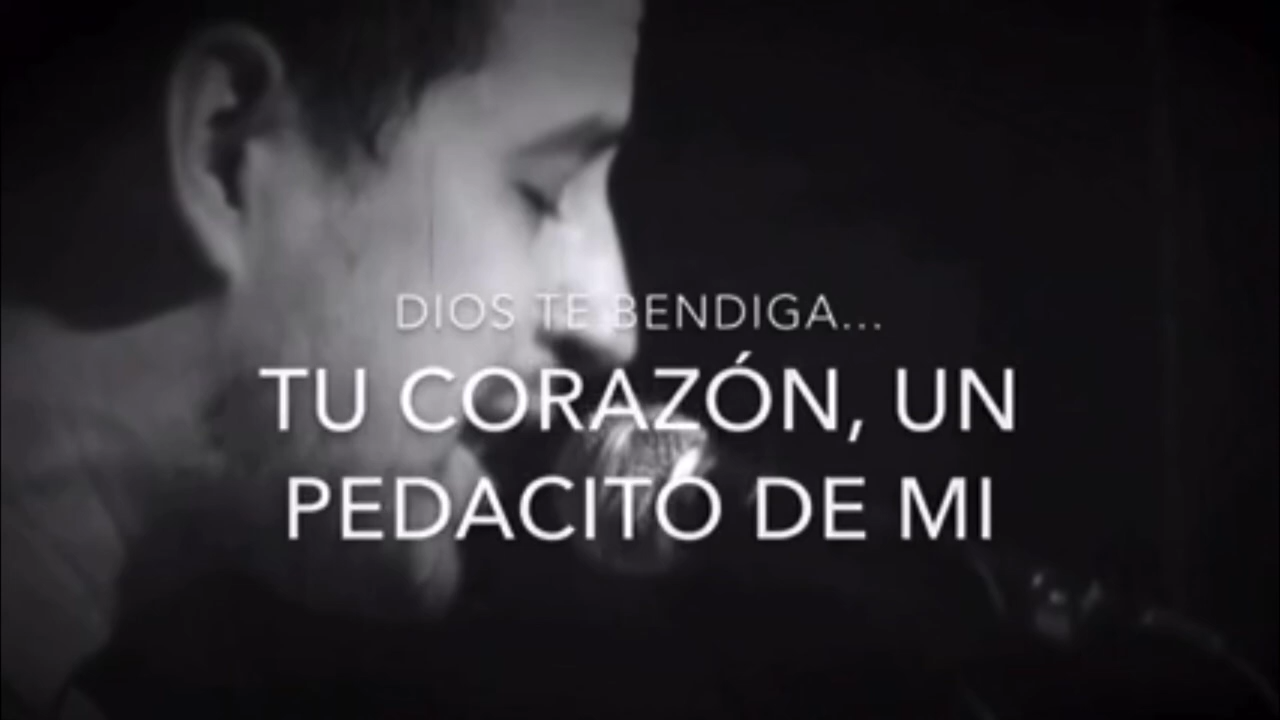 DIOS TE BENDIGA...
TU CORAZÓN, UN
PEDACITO DE MI